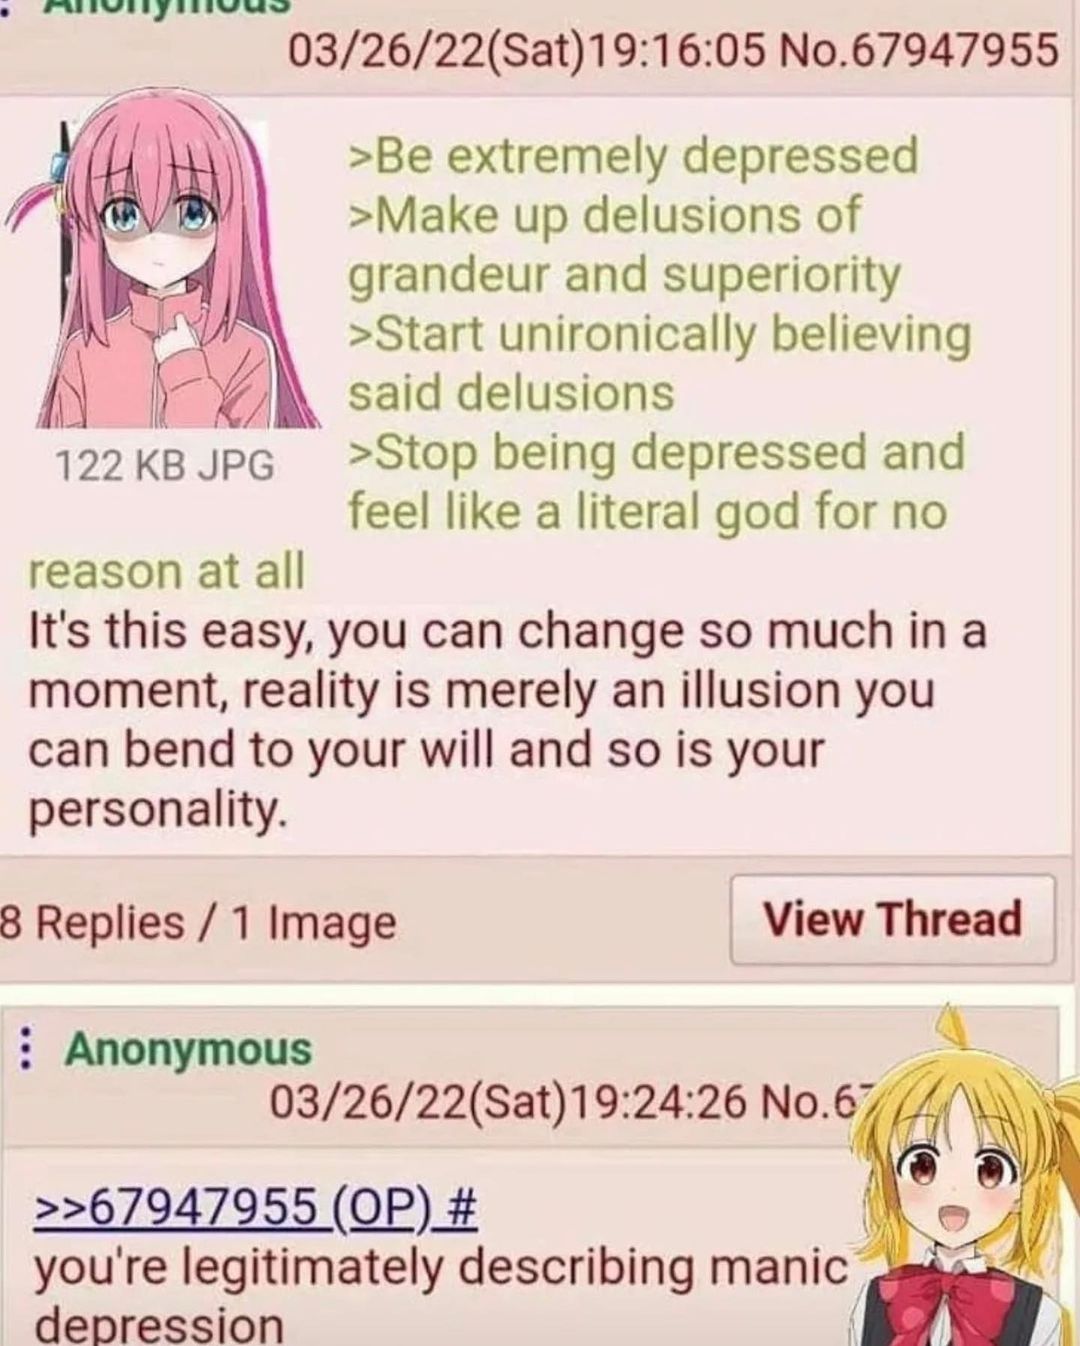 Anonymous
03/26/22(Sat)19:16:05 No.67947955
>Be extremely depressed
>Make up delusions of
grandeur and superiority
>Start unironically believing
said delusions
>Stop being depressed and
feel like a literal god for no
reason at all
122 KB JPG
It's this easy, you can change so much in a
moment, reality is merely an illusion you
can bend to your will and so is your
personality.
8 Replies / 1 Image
View Thread
Anonymous
03/26/22(Sat)19:24:26 No.67
>>67947955 (OP) #
you're legitimately describing manic
depression